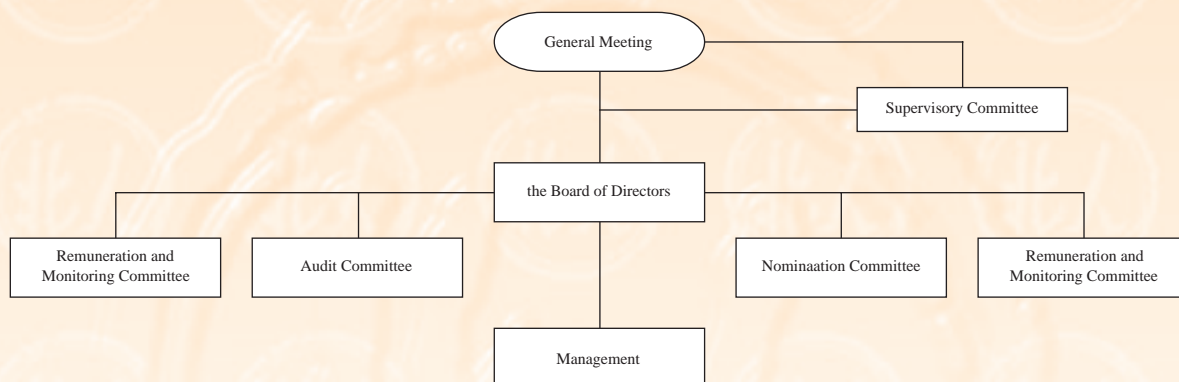 General Meeting
Supervisory Committee
the Board of Directors
Remuneration and
Monitoring Committee
Audit Committee
Nominaation Committee
Remuneration and
Monitoring Committee
Management